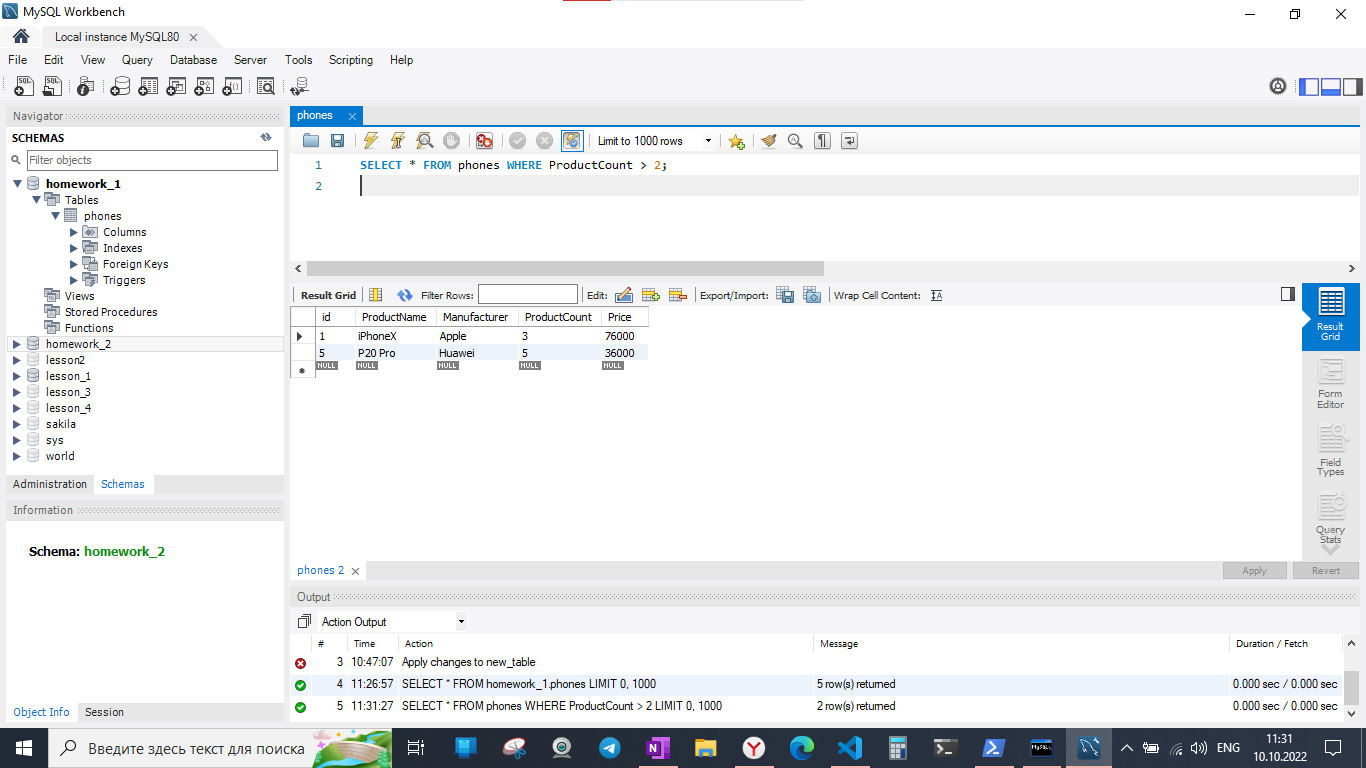 MySQL Workbench
Local instance MySQL80
File Edit View Query Database Server Tools Scripting Help
Navigator
SCHEMAS
Filter objects
homework_1
Tables
phones
Columns
Indexes
Foreign Keys
Triggers
Views
Stored Procedures
Functions
homework_2
lesson2
lesson_1
lesson_3
lesson_4
sakila
sys
world
Administration Schemas
Information
Schema: homework_2
Object Info Session
phones
Limit to 1000 rows
1 SELECT * FROM phones WHERE ProductCount > 2;
2
Result Grid Filter Rows: Edit: Export/Import: Wrap Cell Content:
id ProductName Manufacturer ProductCount Price
1 iPhoneX Apple 3 76000
5 P20 Pro Huawei 5 36000
NULL NULL NULL NULL NULL
Result Grid
Form Editor
Field Types
Query Stats
phones 2
Apply Revert
Output
Action Output
# Time Action Message Duration / Fetch
3 10:47:07 Apply changes to new_table
4 11:26:57 SELECT * FROM homework_1.phones LIMIT 0, 1000 5 row(s) returned 0.000 sec / 0.000 sec
5 11:31:27 SELECT * FROM phones WHERE ProductCount > 2 LIMIT 0, 1000 2 row(s) returned 0.000 sec / 0.000 sec
Введите здесь текст для поиска
ENG
11:31
10.10.2022